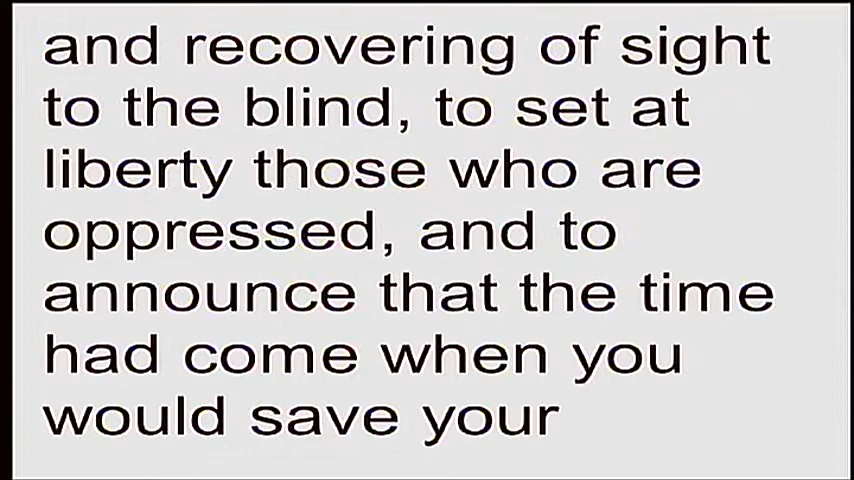 and recovering of sight
to the blind, to set at
liberty those who are
oppressed, and to
announce that the time
had come when you
would save your